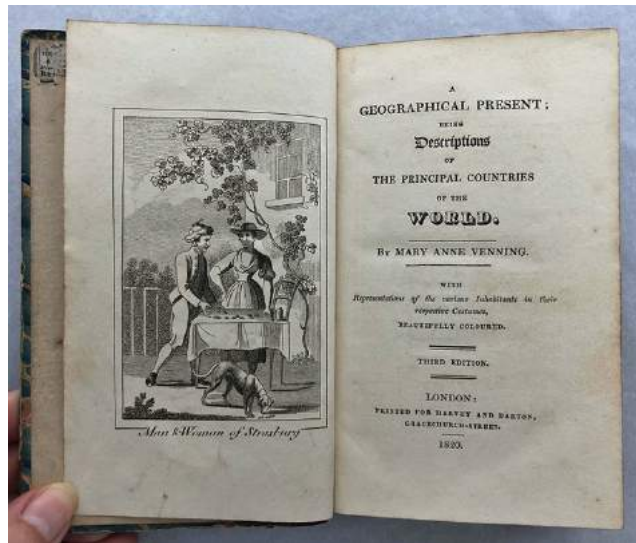 Man & Woman of Strasburg
A
GEOGRAPHICAL PRESENT;
BEING
Descriptions
OF
THE PRINCIPAL COUNTRIES
OF THE
WORLD.
BY MARY ANNE VENNING.
WITH
Representations of the various Inhabitants in their
respective Costumes,
BEAUTIFULLY COLOURED.
THIRD EDITION.
LONDON:
PRINTED FOR HARVEY AND DARTON,
GRACECHURCH-STREET.
1820.